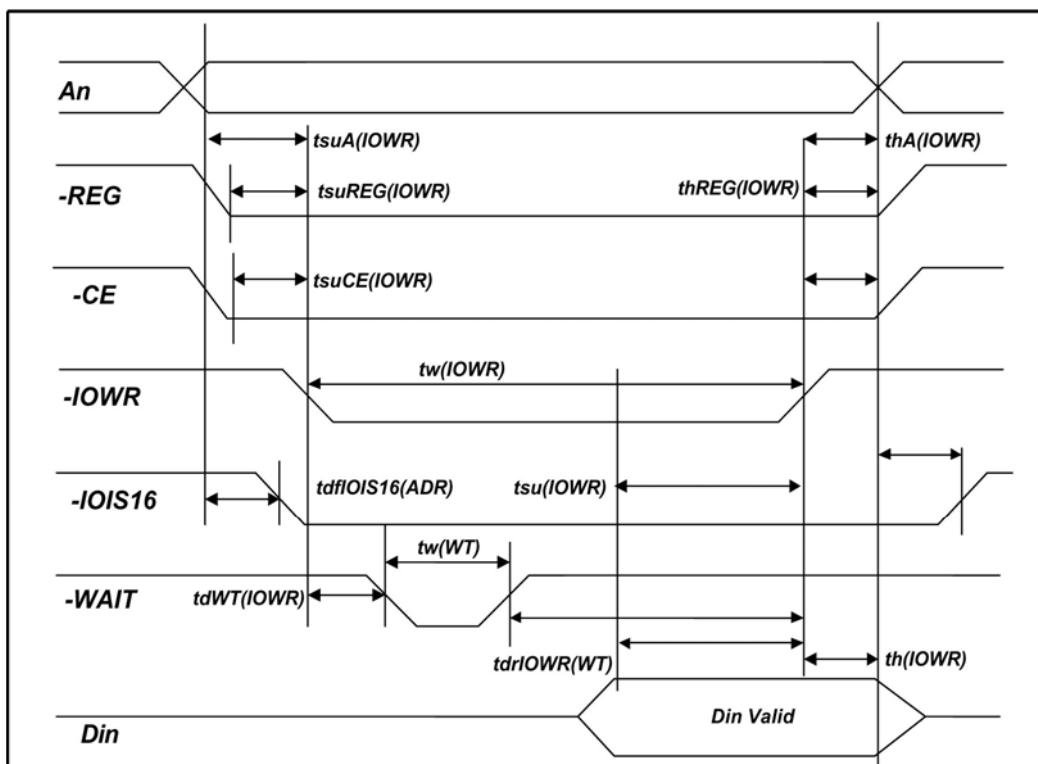 An
tsuA(IOWR)
thA(IOWR)
-REG
tsuREG(IOWR)
thREG(IOWR)
-CE
tsuCE(IOWR)
-IOWR
tw(IOWR)
-IOIS16
tdfIOIS16(ADR)
tsu(IOWR)
tw(WT)
-WAIT
tdWT(IOWR)
tdrIOWR(WT)
th(IOWR)
Din
Din Valid